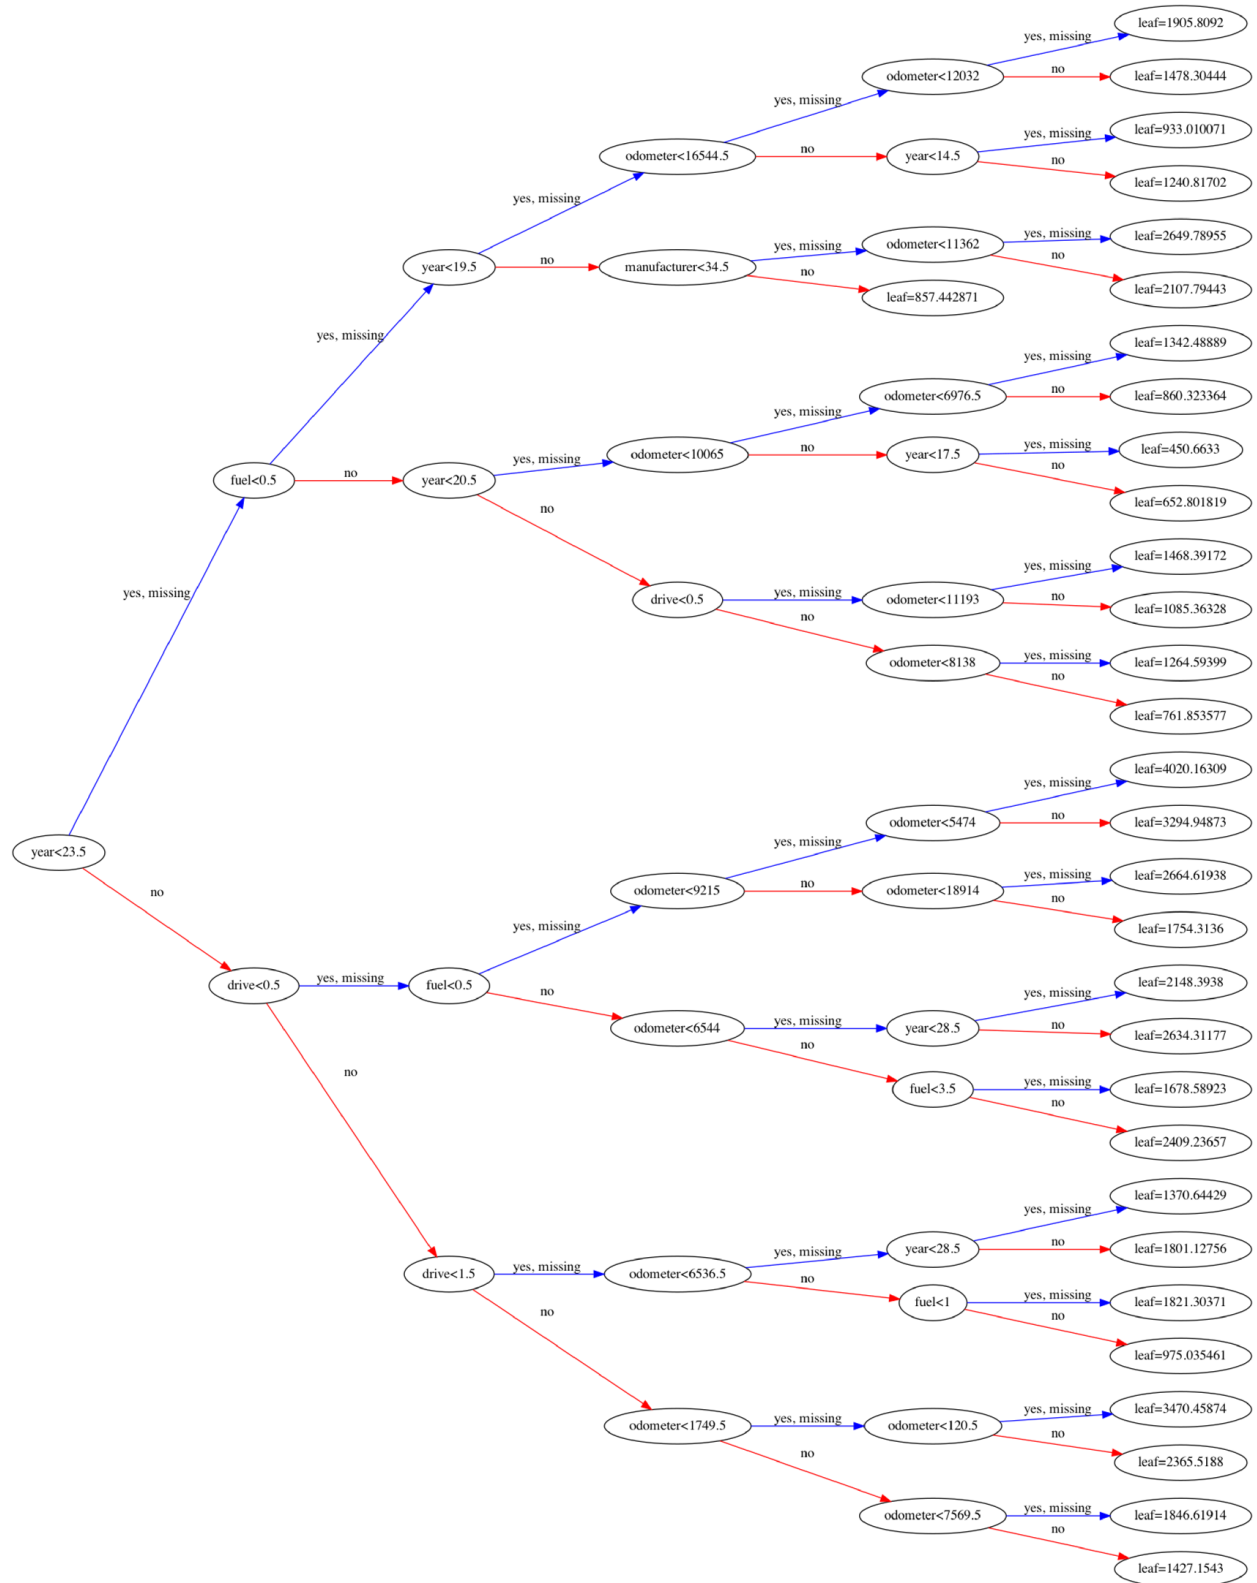 leaf=1905.8092
yes, missing
odometer<12032
no
leaf=1478.30444
yes, missing
leaf=933.010071
yes, missing
odometer<16544.5
no
year<14.5
no
leaf=1240.81702
yes, missing
leaf=2649.78955
yes, missing
odometer<11362
yes, missing
no
year<19.5
no
manufacturer<34.5
no
leaf=2107.79443
leaf=857.442871
yes, missing
leaf=1342.48889
yes, missing
odometer<6976.5
no
leaf=860.323364
yes, missing
yes, missing
leaf=450.6633
yes, missing
odometer<10065
no
year<17.5
no
fuel<0.5
no
year<20.5
leaf=652.801819
no
leaf=1468.39172
yes, missing
yes, missing
yes, missing
drive<0.5
odometer<11193
no
leaf=1085.36328
no
yes, missing
leaf=1264.59399
odometer<8138
no
leaf=761.853577
leaf=4020.16309
yes, missing
odometer<5474
no
leaf=3294.94873
yes, missing
year<23.5
yes, missing
leaf=2664.61938
no
odometer<9215
no
odometer<18914
no
yes, missing
leaf=1754.3136
drive<0.5
yes, missing
fuel<0.5
leaf=2148.3938
no
yes, missing
odometer<6544
yes, missing
year<28.5
no
leaf=2634.31177
no
no
fuel<3.5
yes, missing
leaf=1678.58923
no
leaf=2409.23657
leaf=1370.64429
yes, missing
yes, missing
year<28.5
no
leaf=1801.12756
drive<1.5
yes, missing
odometer<6536.5
no
yes, missing
no
fuel<1
leaf=1821.30371
no
leaf=975.035461
yes, missing
leaf=3470.45874
odometer<1749.5
yes, missing
odometer<120.5
no
no
leaf=2365.5188
yes, missing
odometer<7569.5
leaf=1846.61914
no
leaf=1427.1543